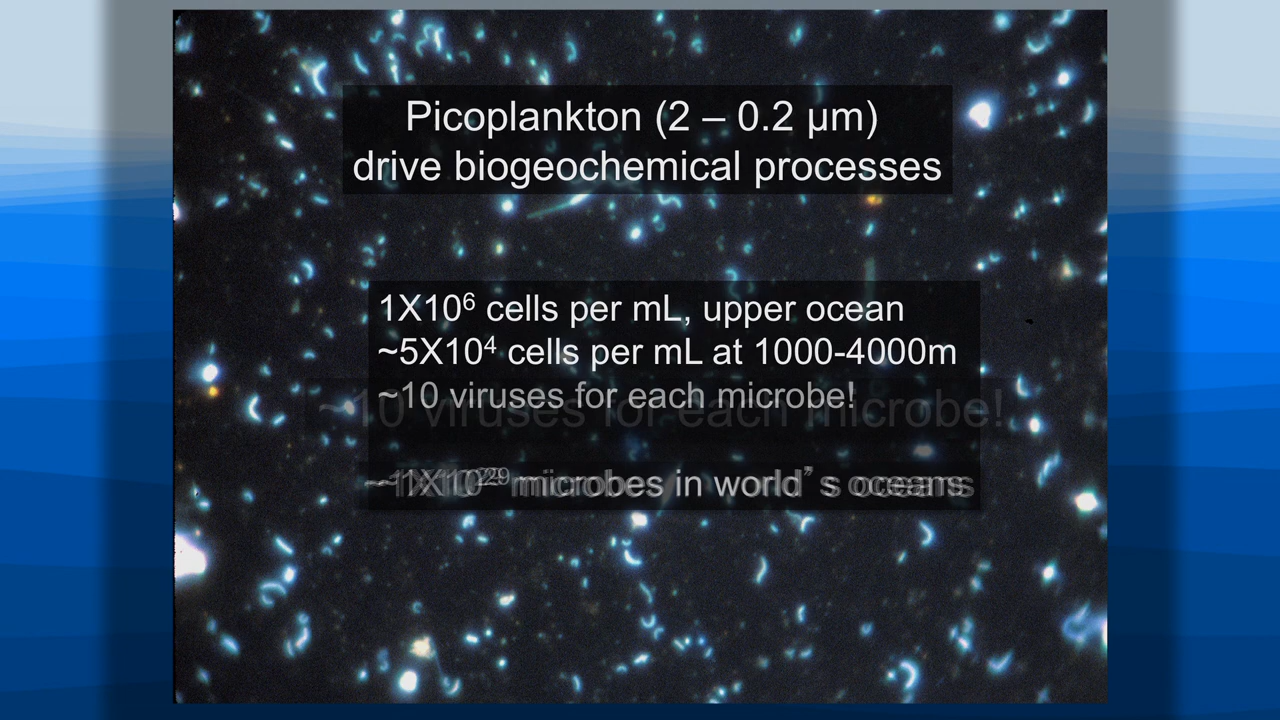 Picoplankton (2 – 0.2 µm)
drive biogeochemical processes
1X10⁶ cells per mL, upper ocean
~5X10⁴ cells per mL at 1000-4000m
~10 viruses for each microbe!
~1X10²⁹ microbes in world”s oceans